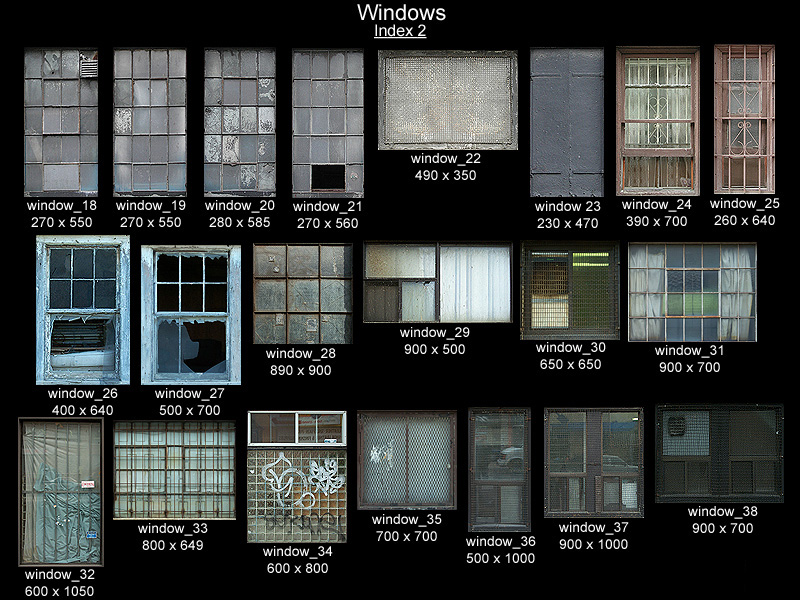 Windows
Index 2
window_18
270 x 550
window_19
270 x 550
window_20
280 x 585
window_21
270 x 560
window_22
490 x 350
window 23
230 x 470
window_24
390 x 700
window_25
260 x 640
window_26
400 x 640
window_27
500 x 700
window_28
890 x 900
window_29
900 x 500
window_30
650 x 650
window_31
900 x 700
window_32
600 x 1050
window_33
800 x 649
window_34
600 x 800
window_35
700 x 700
window_36
500 x 1000
window_37
900 x 1000
window_38
900 x 700